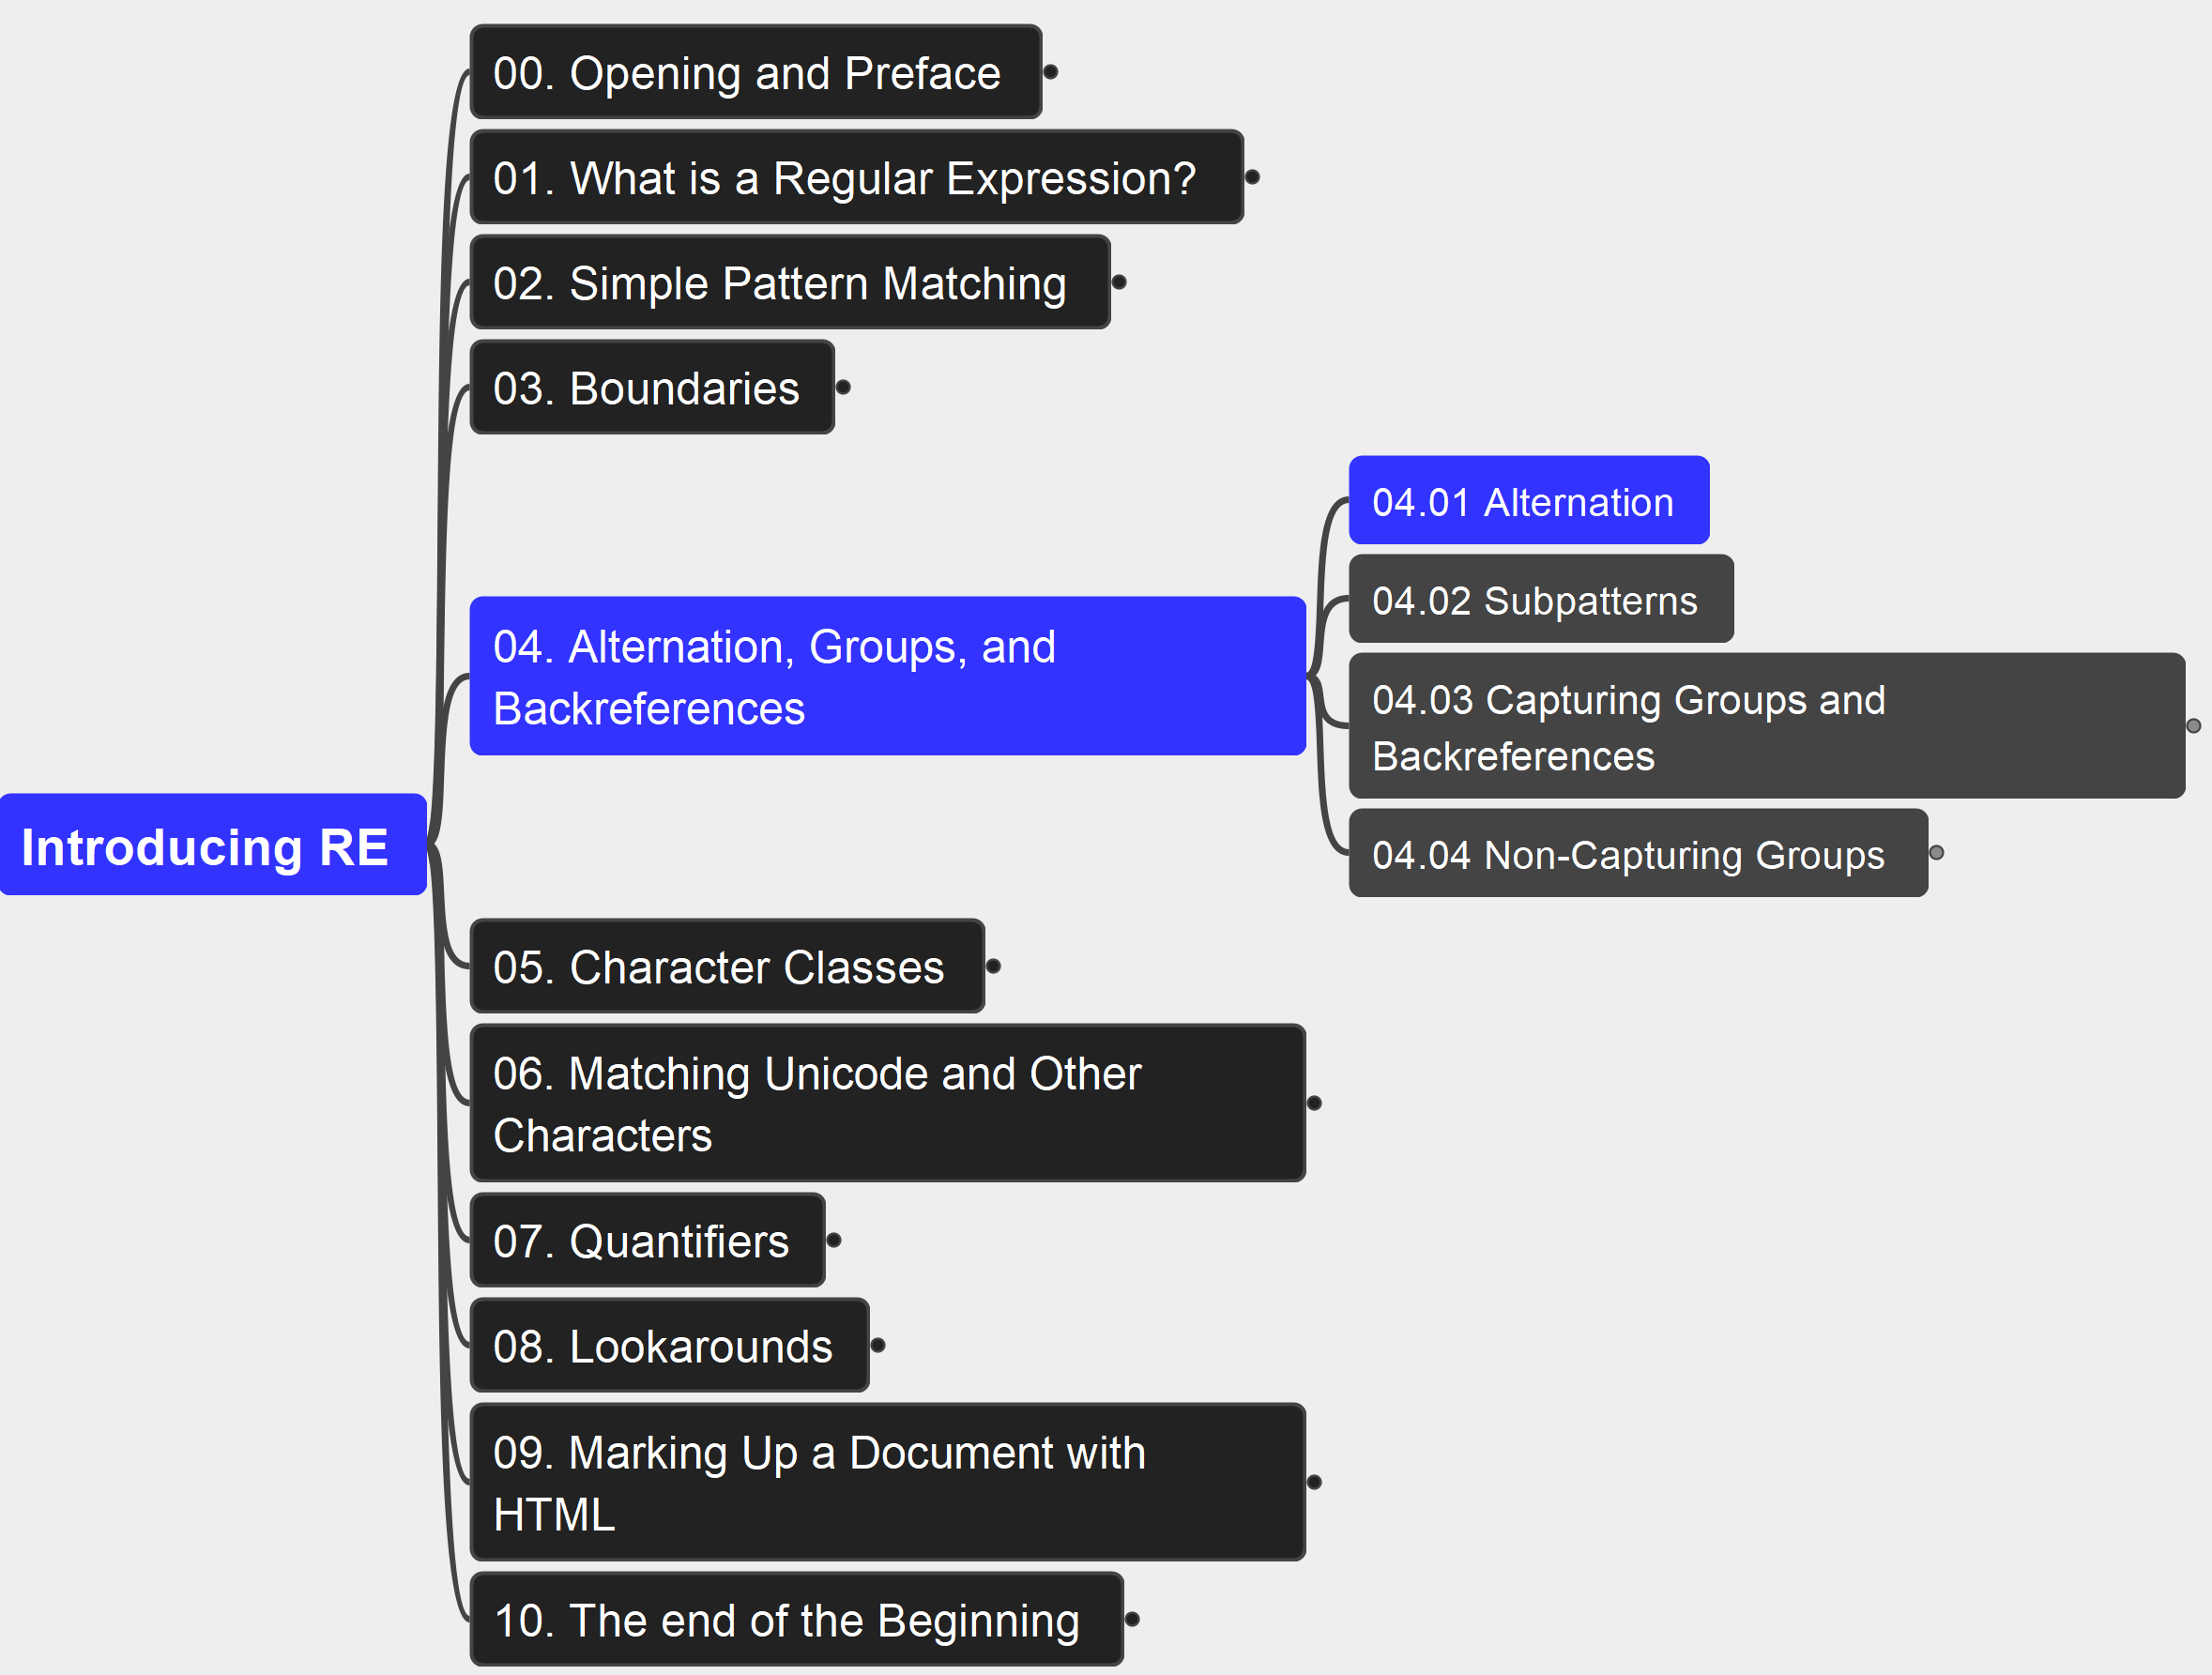 00. Opening and Preface
01. What is a Regular Expression?
02. Simple Pattern Matching
03. Boundaries
04. Alternation, Groups, and
Backreferences
04.01 Alternation
04.02 Subpatterns
04.03 Capturing Groups and
Backreferences
04.04 Non-Capturing Groups
Introducing RE
05. Character Classes
06. Matching Unicode and Other
Characters
07. Quantifiers
08. Lookarounds
09. Marking Up a Document with
HTML
10. The end of the Beginning